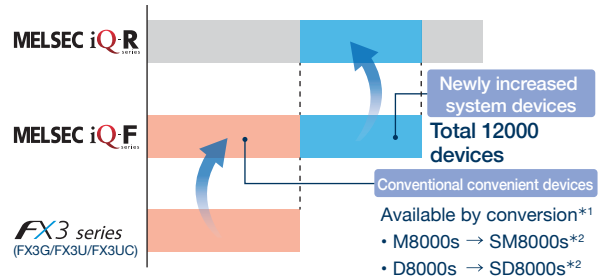 MELSEC iQ-R
series
Newly increased
system devices
MELSEC iQ-F
series
Total 12000
devices
Conventional convenient devices
FX3 series
(FX3G/FX3U/FX3UC)
Available by conversion*1
• M8000s → SM8000s*2
• D8000s → SD8000s*2